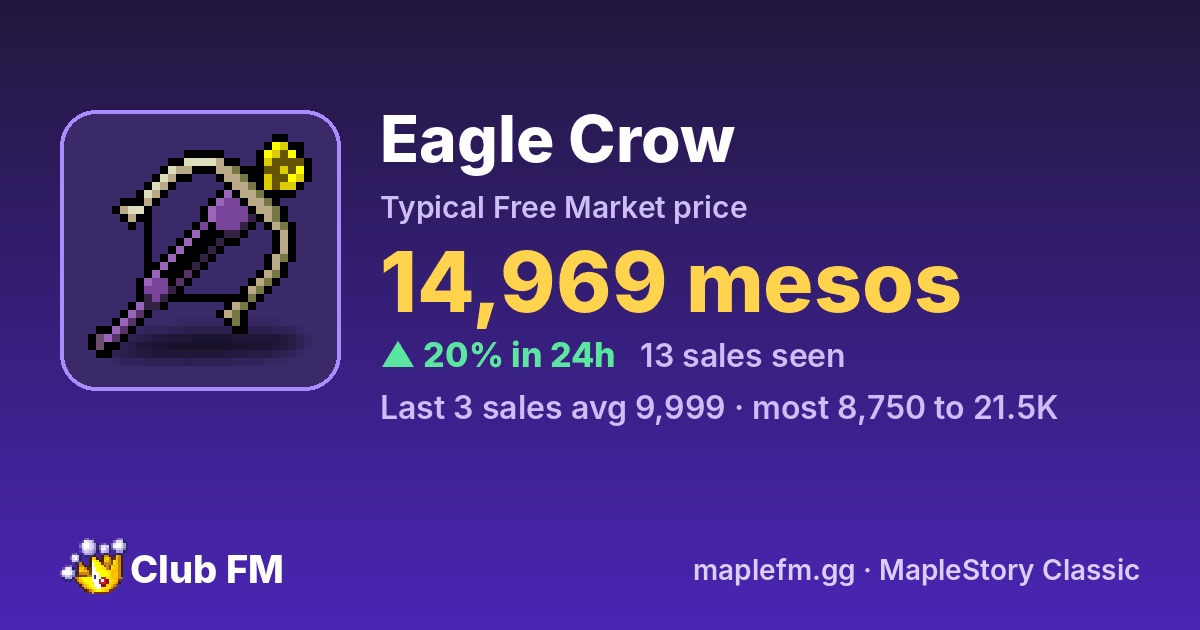 Eagle Crow
Typical Free Market price
14,969 mesos
▲ 20% in 24h 13 sales seen
Last 3 sales avg 9,999 · most 8,750 to 21.5K
Club FM
maplefm.gg · MapleStory Classic